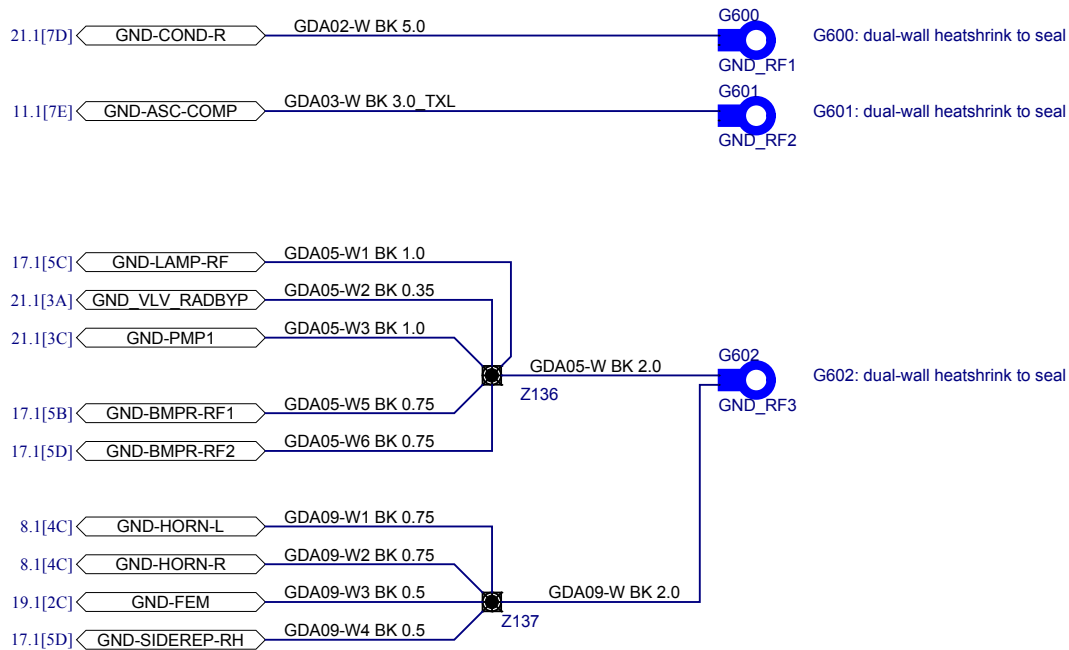 21.1[7D] GND-COND-R GDA02-W BK 5.0 G600 G600: dual-wall heatshrink to seal
GND_RF1
11.1[7E] GND-ASC-COMP GDA03-W BK 3.0_TXL G601 G601: dual-wall heatshrink to seal
GND_RF2
17.1[5C] GND-LAMP-RF GDA05-W1 BK 1.0
21.1[3A] GND_VLV_RADBYP GDA05-W2 BK 0.35
21.1[3C] GND-PMP1 GDA05-W3 BK 1.0
GDA05-W BK 2.0 G602 G602: dual-wall heatshrink to seal
Z136 GND_RF3
17.1[5B] GND-BMPR-RF1 GDA05-W5 BK 0.75
17.1[5D] GND-BMPR-RF2 GDA05-W6 BK 0.75
8.1[4C] GND-HORN-L GDA09-W1 BK 0.75
8.1[4C] GND-HORN-R GDA09-W2 BK 0.75
19.1[2C] GND-FEM GDA09-W3 BK 0.5 GDA09-W BK 2.0
Z137
17.1[5D] GND-SIDEREP-RH GDA09-W4 BK 0.5